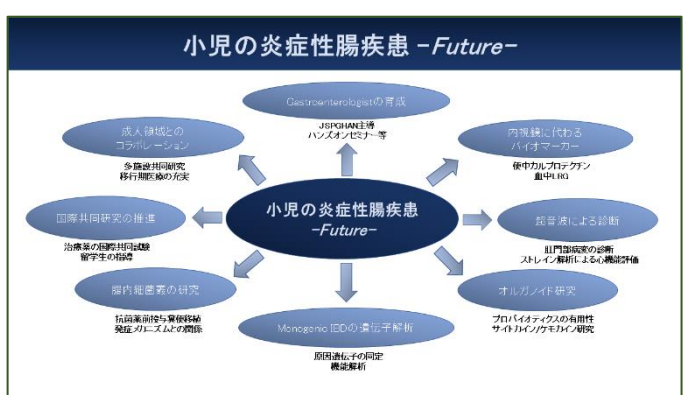 小児の炎症性腸疾患 -Future-
Gastroenterologistの育成
JSPGHAN主導
ハンズオンセミナー等
成人領域との
コラボレーション
多施設共同研究
移行期医療の充実
内視鏡に代わる
バイオマーカー
便中カルプロテクチン
血中LRG
国際共同研究の推進
治療薬の国際共同試験
留学生の指導
小児の炎症性腸疾患
-Future-
超音波による診断
肛門部病変の診断
ストレイン解析による心機能評価
腸内細菌叢の研究
抗菌薬前投与糞便移植
発症メカニズムとの関係
Monogenic IBDの遺伝子解析
原因遺伝子の同定
機能解析
オルガノイド研究
プロバイオティクスの有用性
サイトカイン/ケモカイン研究